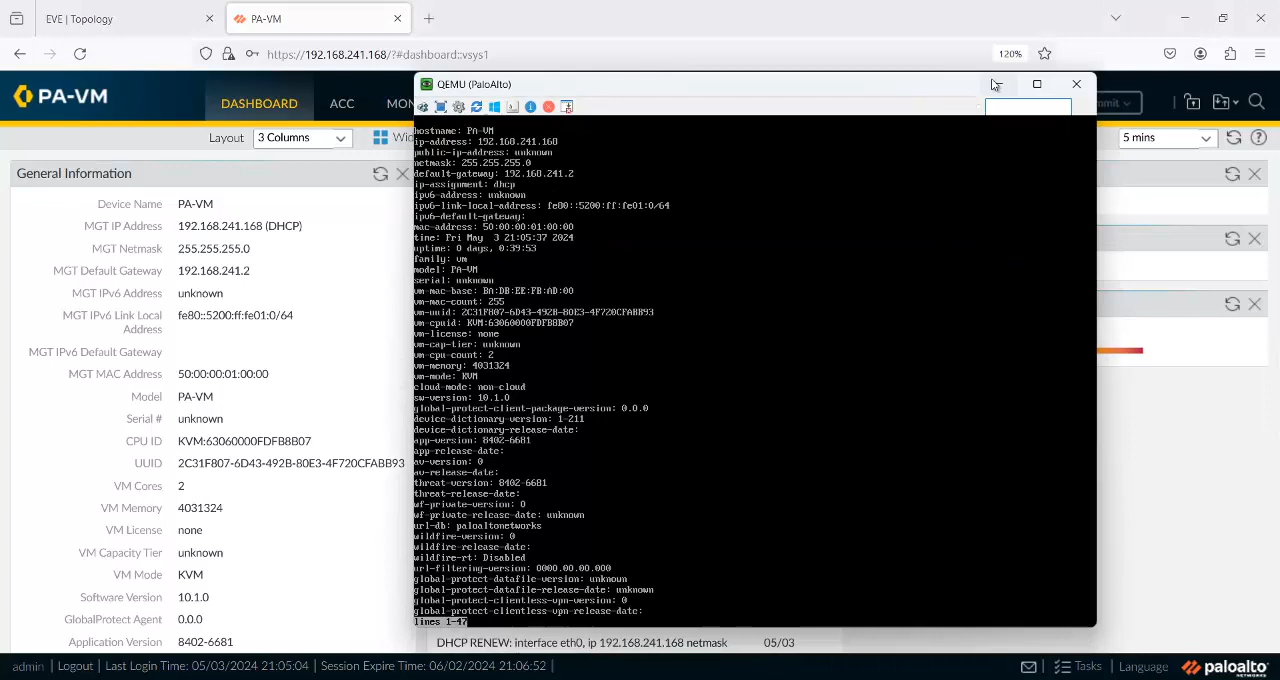 EVE | Topology
PA-VM
https://192.168.241.168/?#dashboard::vsys1
120%
PA-VM
DASHBOARD
ACC
MON
mmit
Layout
3 Columns
Wid
5 mins
General Information
Device Name PA-VM
MGT IP Address 192.168.241.168 (DHCP)
MGT Netmask 255.255.255.0
MGT Default Gateway 192.168.241.2
MGT IPv6 Address unknown
MGT IPv6 Link Local fe80::5200:ff:fe01:0/64
Address
MGT IPv6 Default Gateway
MGT MAC Address 50:00:00:01:00:00
Model PA-VM
Serial # unknown
CPU ID KVM:63060000FDFB8B07
UUID 2C31F807-6D43-492B-80E3-4F720CFABB93
VM Cores 2
VM Memory 4031324
VM License none
VM Capacity Tier unknown
VM Mode KVM
Software Version 10.1.0
GlobalProtect Agent 0.0.0
Application Version 8402-6681
QEMU (PaloAlto)
hostname: PA-VM
ip-address: 192.168.241.168
public-ip-address: unknown
netmask: 255.255.255.0
default-gateway: 192.168.241.2
ip-assignment: dhcp
ipv6-address: unknown
ipv6-link-local-address: fe80::5200:ff:fe01:0/64
ipv6-default-gateway:
mac-address: 50:00:00:01:00:00
time: Fri May  3 21:05:37 2024
uptime: 0 days, 0:39:53
family: vm
model: PA-VM
serial: unknown
vm-mac-base: BA:DB:EE:FB:AD:00
vm-mac-count: 255
vm-uuid: 2C31F807-6D43-492B-80E3-4F720CFABB93
vm-cpuid: KVM:63060000FDFB8B07
vm-license: none
vm-cap-tier: unknown
vm-cpu-count: 2
vm-memory: 4031324
vm-mode: KVM
cloud-mode: non-cloud
sw-version: 10.1.0
global-protect-client-package-version: 0.0.0
device-dictionary-version: 1-211
device-dictionary-release-date:
app-version: 8402-6681
app-release-date:
av-version: 0
av-release-date:
threat-version: 8402-6681
threat-release-date:
wf-private-version: 0
wf-private-release-date: unknown
url-db: paloaltonetworks
wildfire-version: 0
wildfire-release-date:
wildfire-rt: Disabled
url-filtering-version: 0000.00.00.000
global-protect-datafile-version: unknown
global-protect-datafile-release-date: unknown
global-protect-clientless-vpn-version: 0
global-protect-clientless-vpn-release-date:
lines 1-47
DHCP RENEW: interface eth0, ip 192.168.241.168 netmask 05/03
admin | Logout | Last Login Time: 05/03/2024 21:05:04 | Session Expire Time: 06/02/2024 21:06:52 |
Tasks | Language
paloalto
NETWORKS